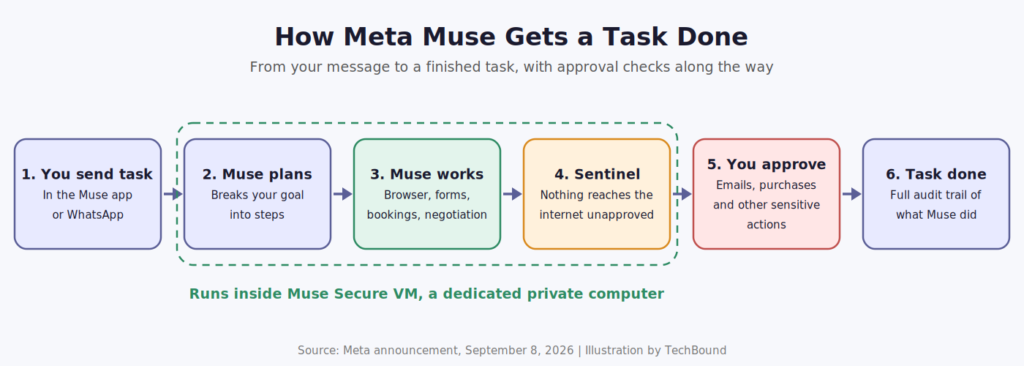 How Meta Muse Gets a Task Done
From your message to a finished task, with approval checks along the way
1. You send task
In the Muse app
or WhatsApp
2. Muse plans
Breaks your goal
into steps
3. Muse works
Browser, forms,
bookings, negotiation
4. Sentinel
Nothing reaches the
internet unapproved
5. You approve
Emails, purchases
and other sensitive
actions
6. Task done
Full audit trail of
what Muse did
Runs inside Muse Secure VM, a dedicated private computer
Source: Meta announcement, September 8, 2026 | Illustration by TechBound